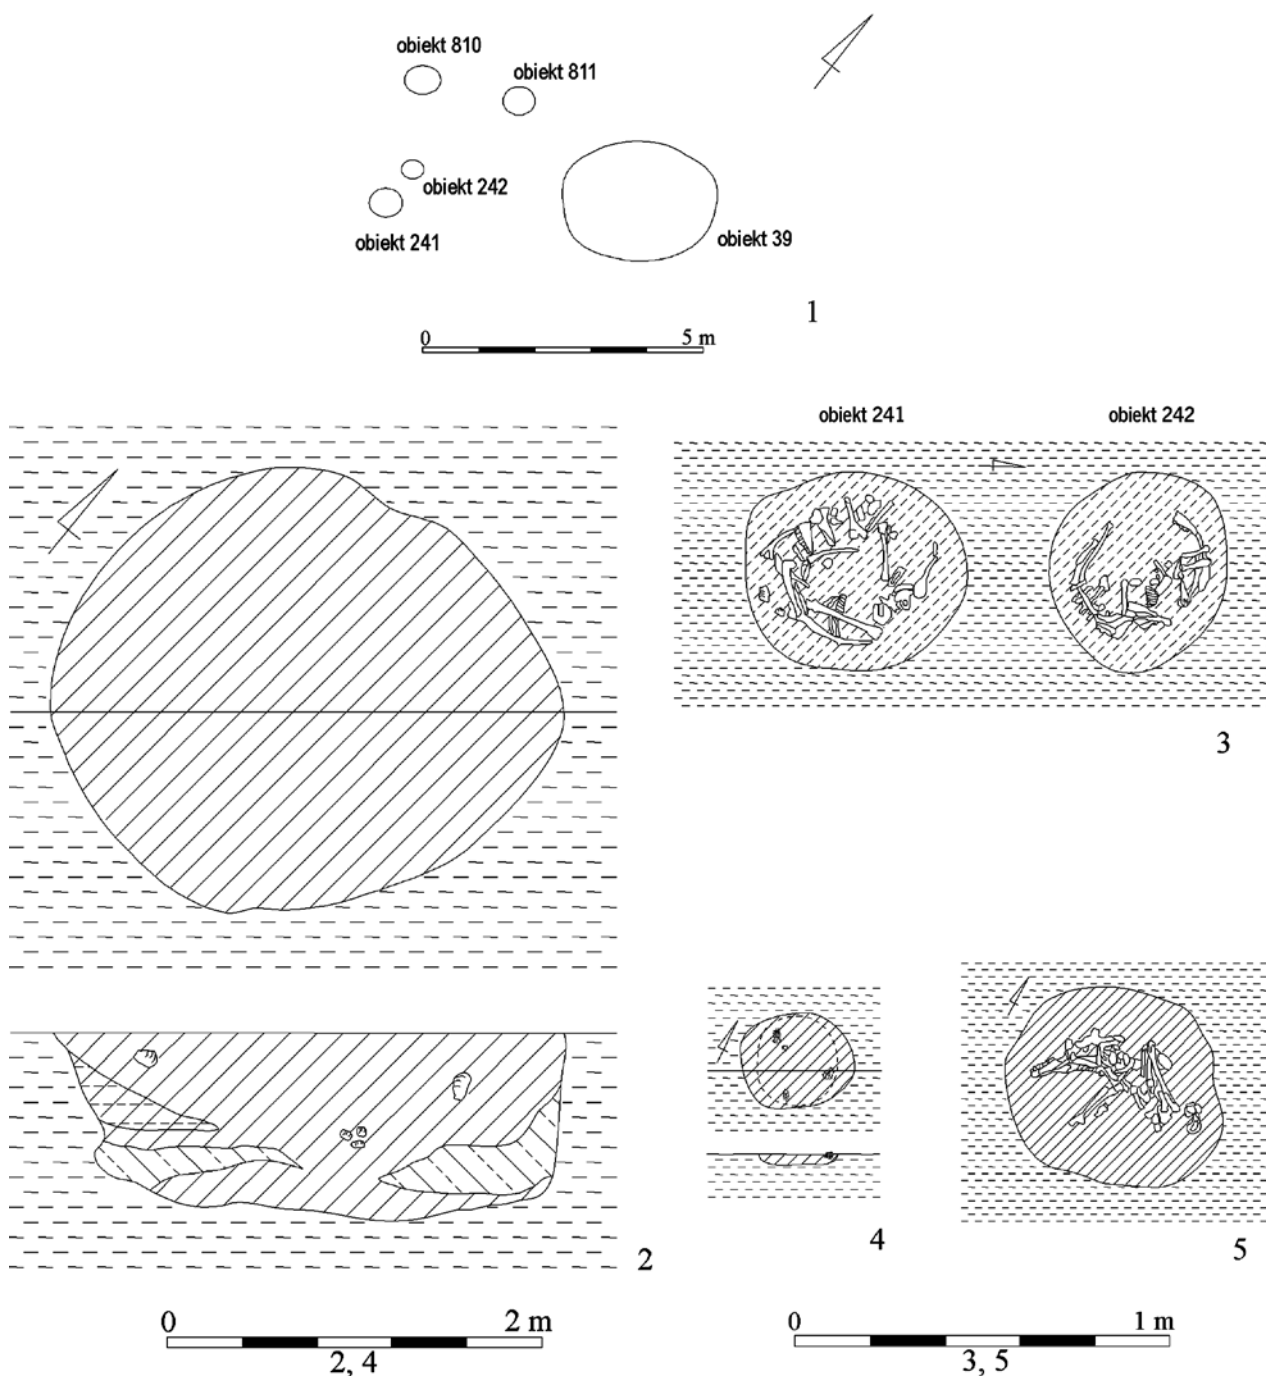 obiekt 810
obiekt 811
obiekt 242
obiekt 241
obiekt 39
1
0 5 m
obiekt 241 obiekt 242
3
2
4
5
0 2 m
2, 4
0 1 m
3, 5